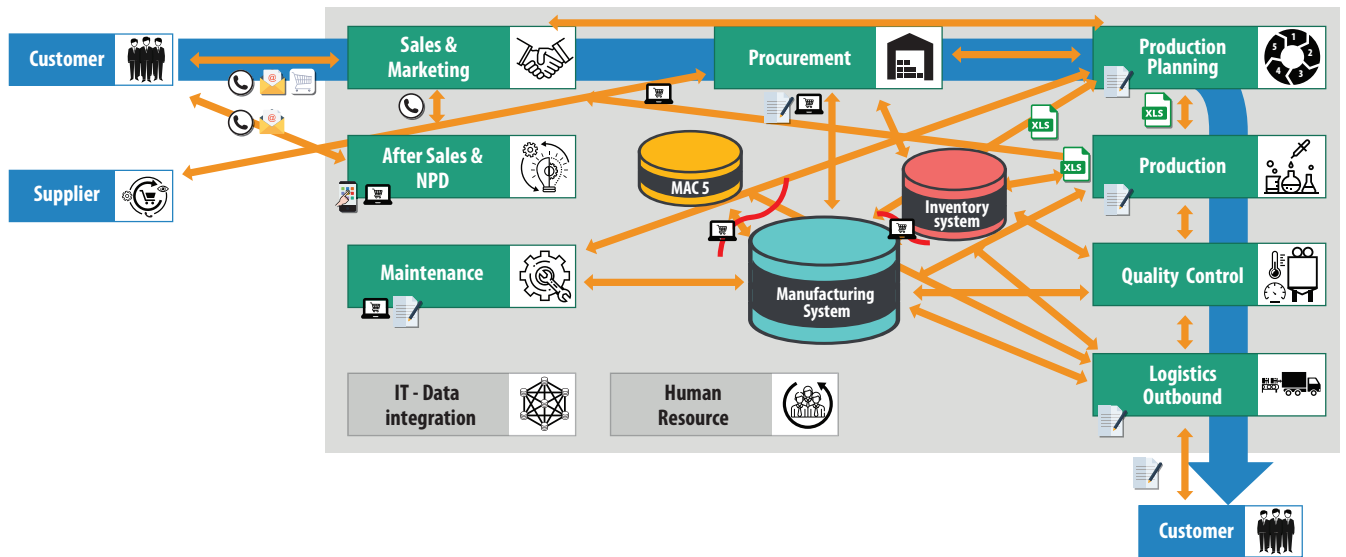 Customer
Sales &
Marketing
Procurement
Production
Planning
1
2
3
4
5
@
@
XLS
XLS
After Sales &
NPD
MAC 5
XLS
Production
Supplier
Inventory
system
Maintenance
Manufacturing
System
Quality Control
IT - Data
integration
Human
Resource
Logistics
Outbound
Customer